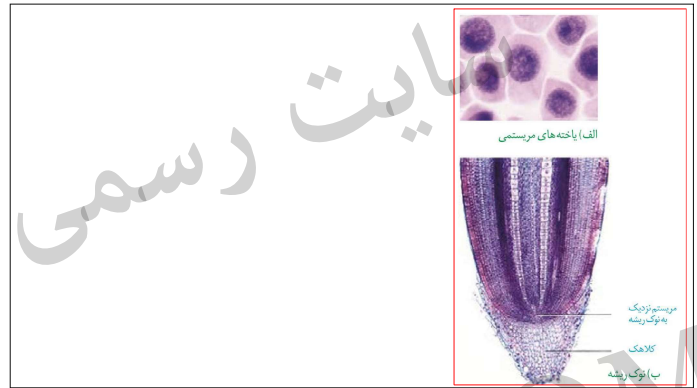 سایت رسمی
الف) یاخته‌های مریستمی
مریستم نزدیک
به نوک ریشه
کلاهک
ب) نوک ریشه